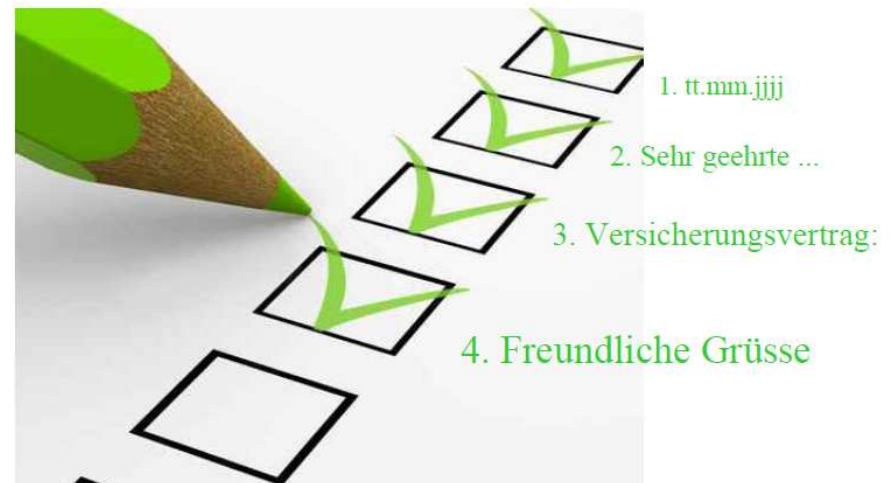 1. tt.mm.jjjj
2. Sehr geehrte ...
3. Versicherungsvertrag:
4. Freundliche Grüsse